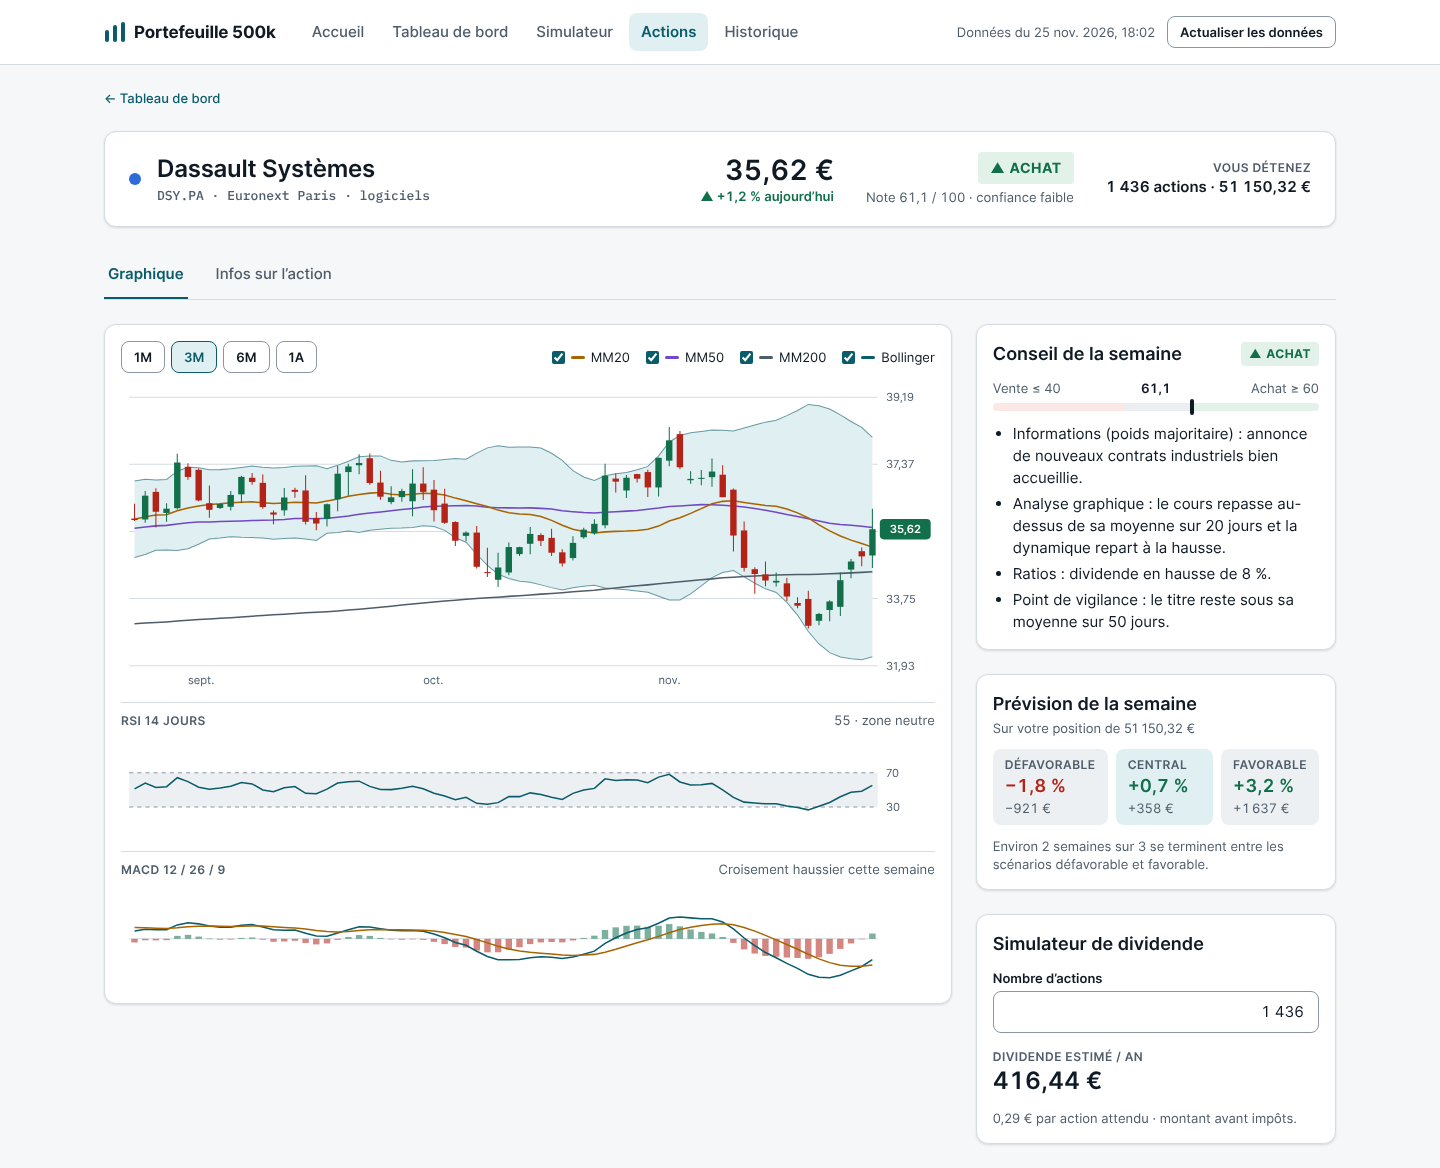 Portefeuille 500k
Accueil
Tableau de bord
Simulateur
Actions
Historique
Données du 25 nov. 2026, 18:02
Actualiser les données
← Tableau de bord
Dassault Systèmes
DSY.PA · Euronext Paris · logiciels
35,62 €
▲ +1,2 % aujourd’hui
▲ ACHAT
Note 61,1 / 100 · confiance faible
VOUS DÉTENEZ
1 436 actions · 51 150,32 €
Graphique
Infos sur l’action
1M
3M
6M
1A
MM20
MM50
MM200
Bollinger
39,19
37,37
35,62
33,75
31,93
sept.
oct.
nov.
RSI 14 JOURS
55 · zone neutre
70
30
MACD 12 / 26 / 9
Croisement haussier cette semaine
Conseil de la semaine
▲ ACHAT
Vente ≤ 40
61,1
Achat ≥ 60
• Informations (poids majoritaire) : annonce
de nouveaux contrats industriels bien
accueillie.
• Analyse graphique : le cours repasse au-
dessus de sa moyenne sur 20 jours et la
dynamique repart à la hausse.
• Ratios : dividende en hausse de 8 %.
• Point de vigilance : le titre reste sous sa
moyenne sur 50 jours.
Prévision de la semaine
Sur votre position de 51 150,32 €
DÉFAVORABLE
−1,8 %
−921 €
CENTRAL
+0,7 %
+358 €
FAVORABLE
+3,2 %
+1 637 €
Environ 2 semaines sur 3 se terminent entre les
scénarios défavorable et favorable.
Simulateur de dividende
Nombre d’actions
1 436
DIVIDENDE ESTIMÉ / AN
416,44 €
0,29 € par action attendu · montant avant impôts.